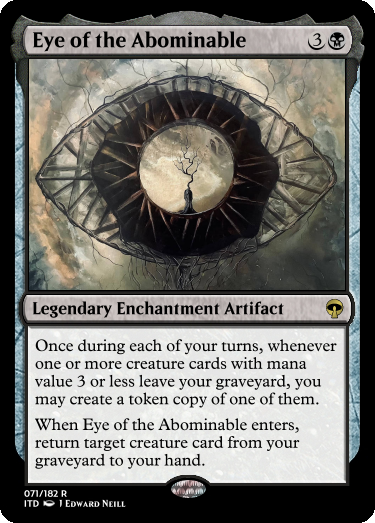 Eye of the Abominable 3
Legendary Enchantment Artifact
Once during each of your turns, whenever
one or more creature cards with mana
value 3 or less leave your graveyard, you
may create a token copy of one of them.
When Eye of the Abominable enters,
return target creature card from your
graveyard to your hand.
071/182 R
ITD Edward Neill